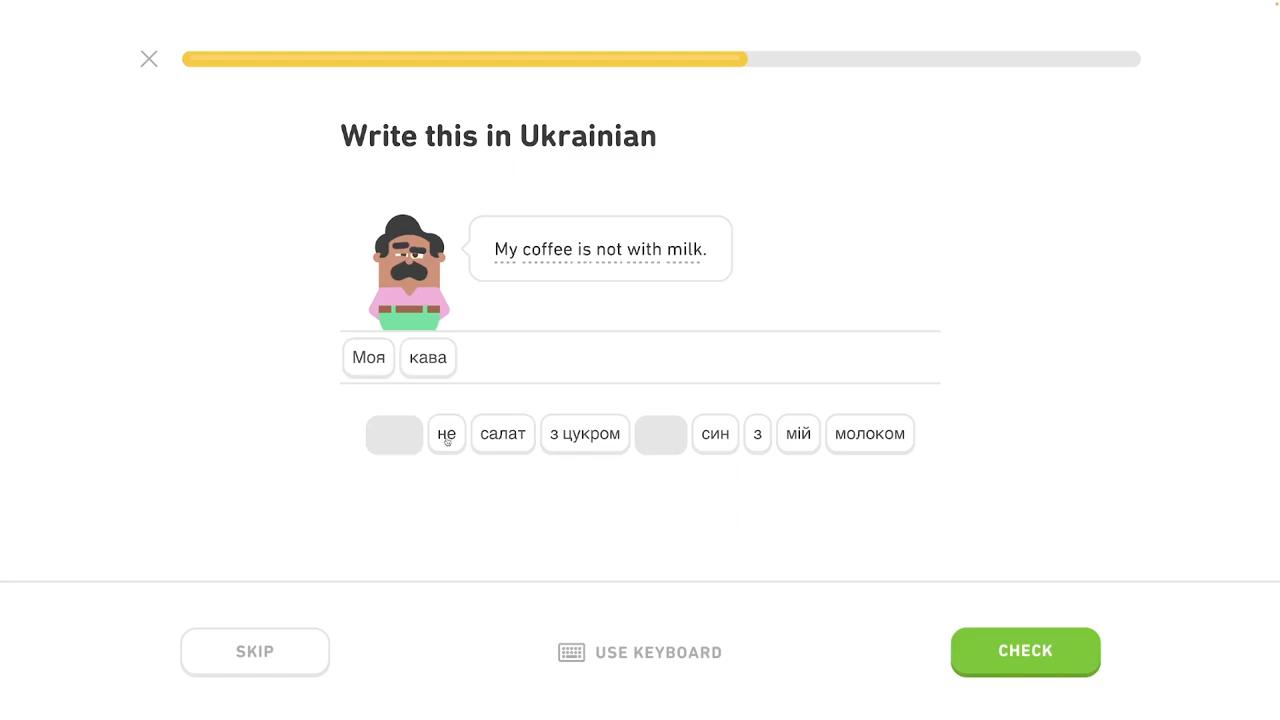 Write this in Ukrainian
My coffee is not with milk.
Моя кава
не салат з цукром син з мій молоком
SKIP USE KEYBOARD CHECK